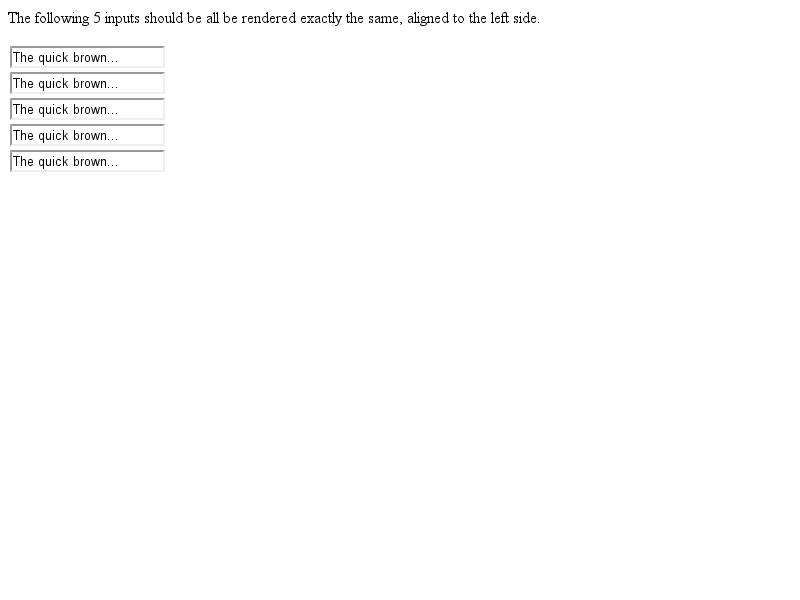 The following 5 inputs should be all be rendered exactly the same, aligned to the left side.
The quick brown...
The quick brown...
The quick brown...
The quick brown...
The quick brown...